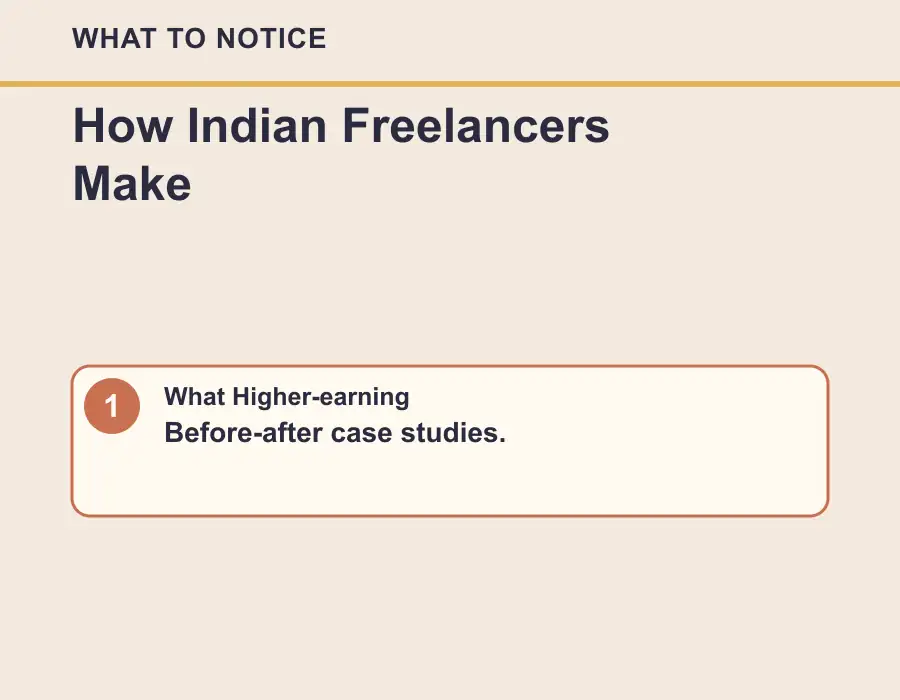 WHAT TO NOTICE
How Indian Freelancers
Make
1
What Higher-earning
Before-after case studies.